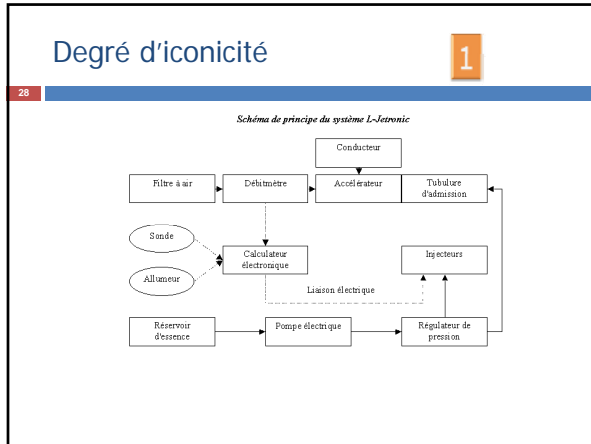 Degré d'iconicité
1
28
Schéma de principe du système L-Jetronic
Conducteur
Filtre à air
Débitmètre
Accélérateur
Tubulure
d'admission
Sonde
Allumeur
Calculateur
électronique
Injecteurs
Liaison électrique
Réservoir
d'essence
Pompe électrique
Régulateur de
pression